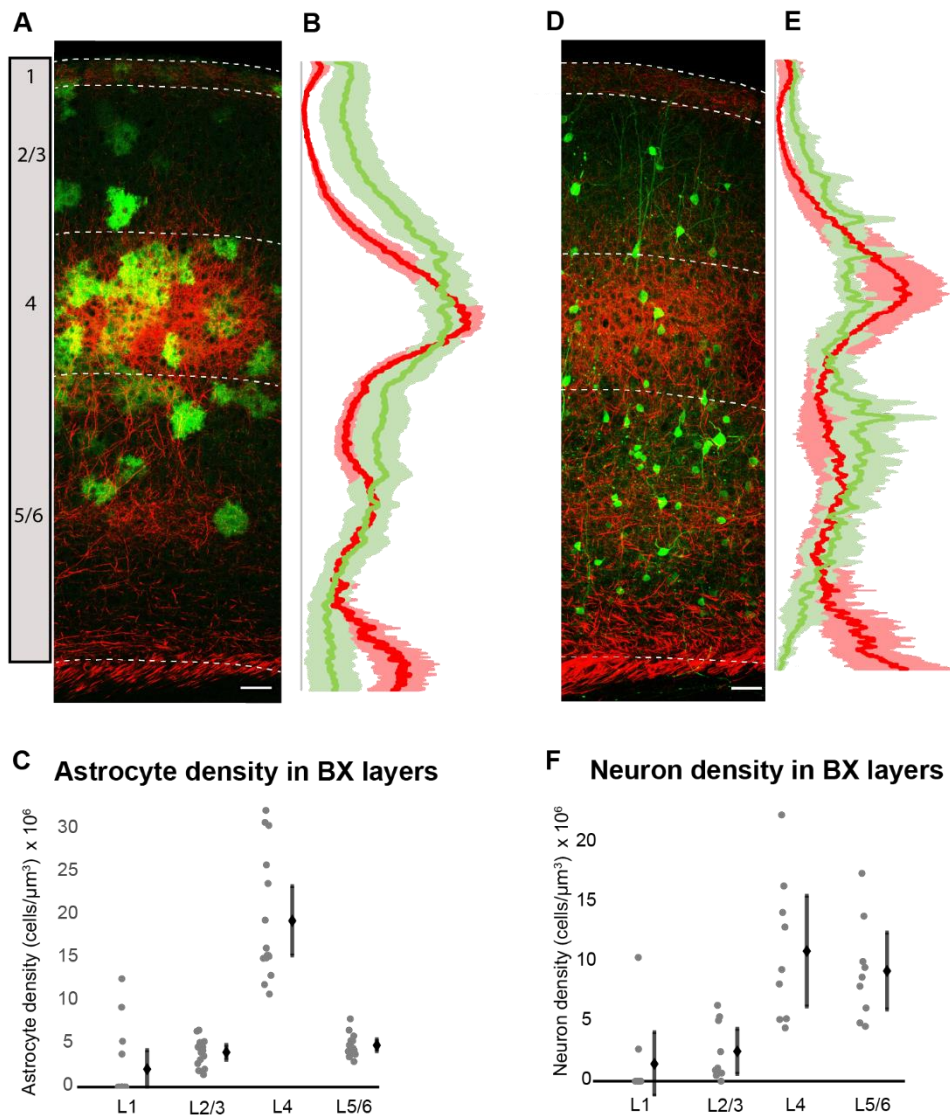 A
B
D
E
1
2/3
4
5/6
C Astrocyte density in BX layers
Astrocyte density (cells/µm³) x 10⁶
30
25
20
15
10
5
0
L1 L2/3 L4 L5/6
F Neuron density in BX layers
Neuron density (cells/µm³) x 10⁶
20
15
10
5
0
L1 L2/3 L4 L5/6